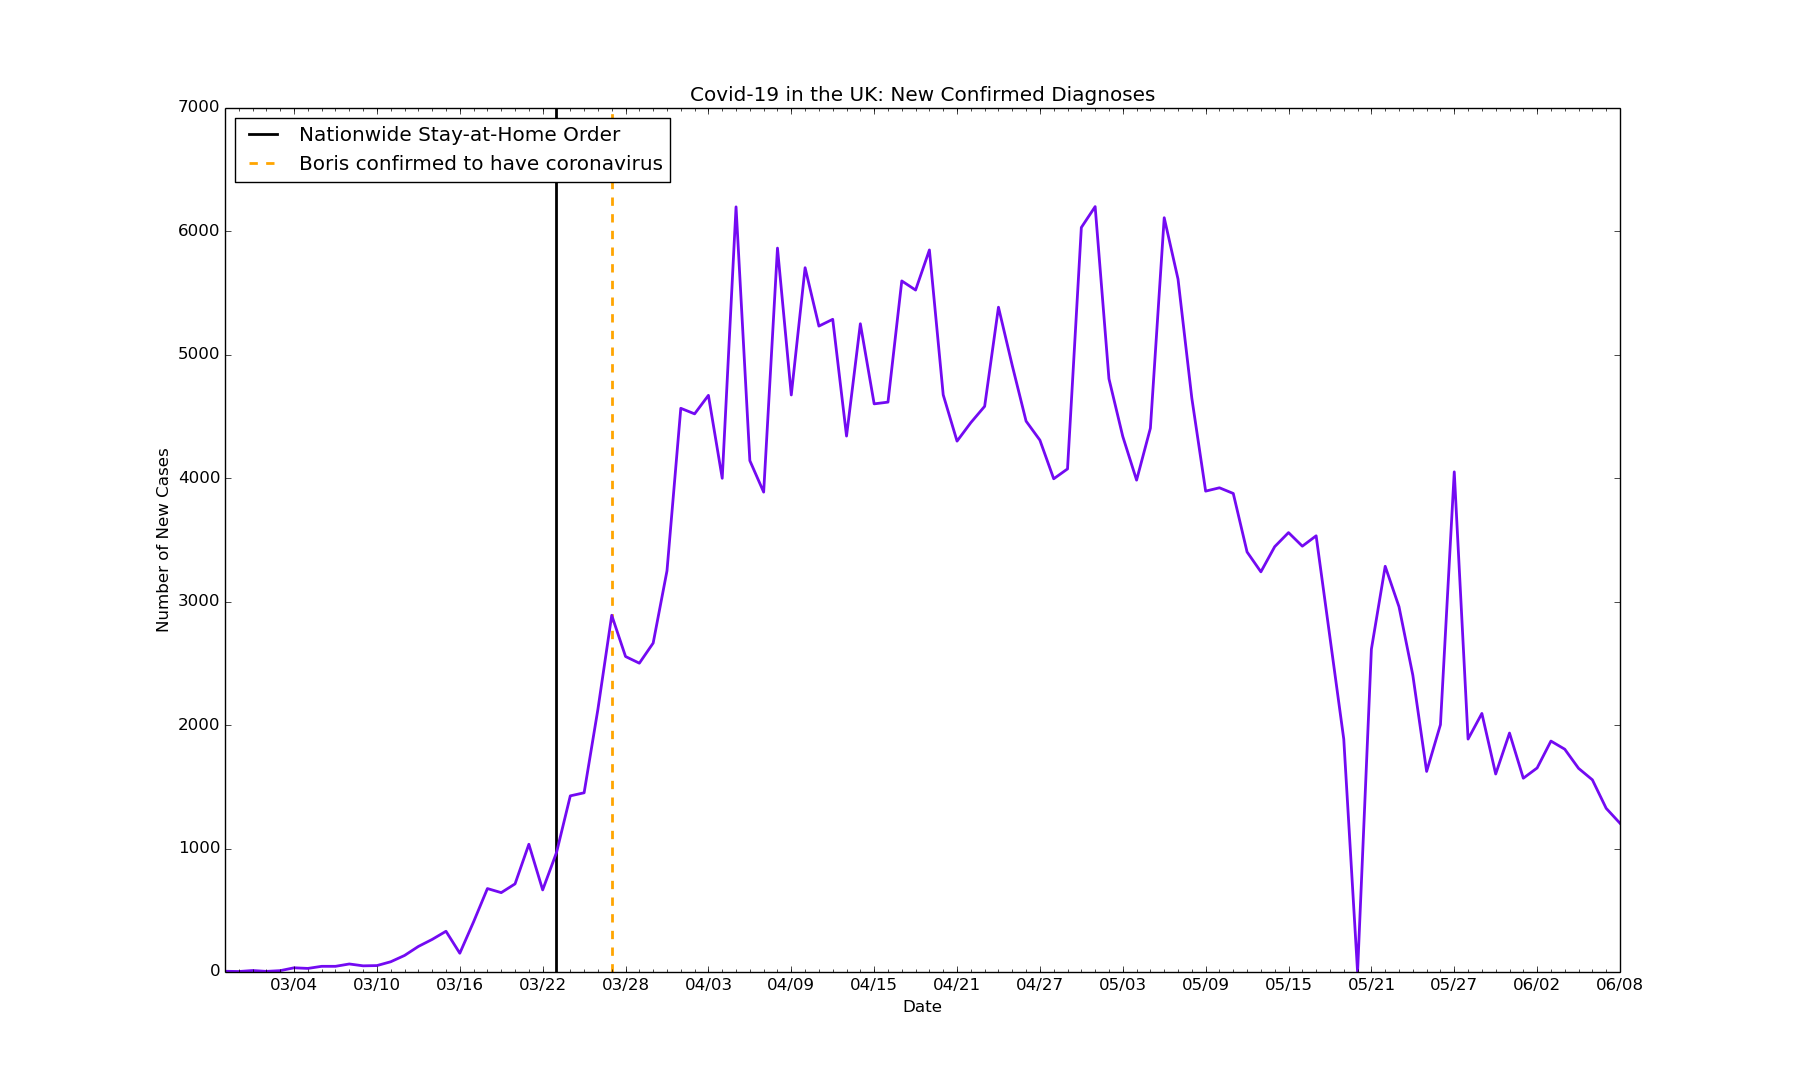 Covid-19 in the UK: New Confirmed Diagnoses
Nationwide Stay-at-Home Order
Boris confirmed to have coronavirus
Number of New Cases
7000
6000
5000
4000
3000
2000
1000
0
03/04 03/10 03/16 03/22 03/28 04/03 04/09 04/15 04/21 04/27 05/03 05/09 05/15 05/21 05/27 06/02 06/08
Date